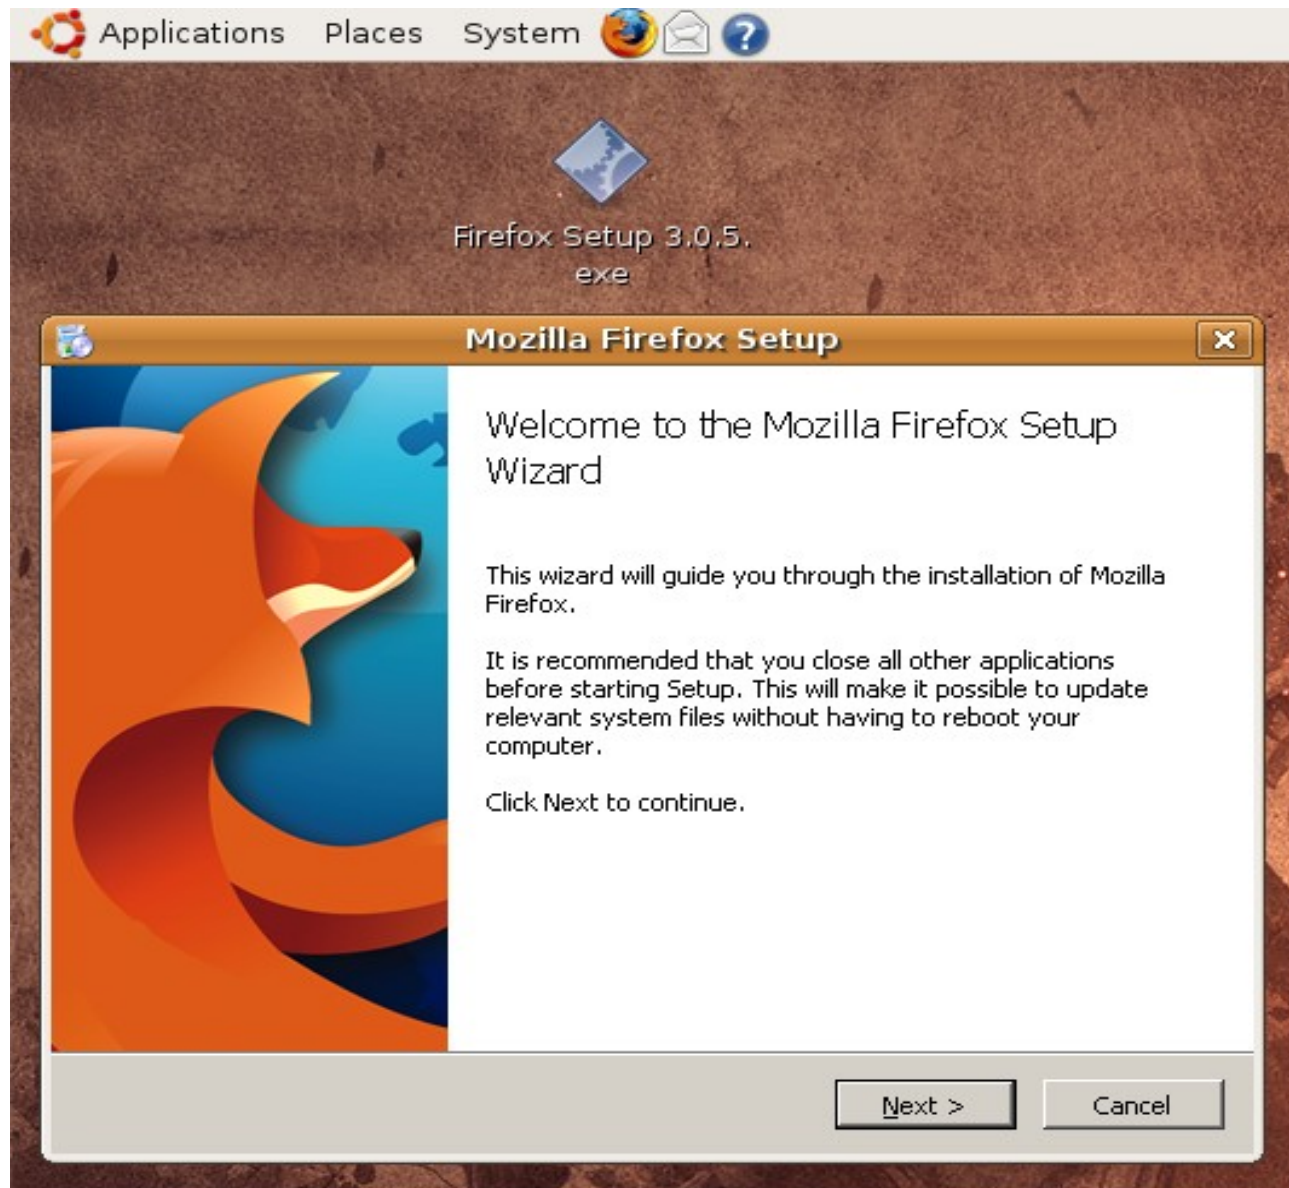 Applications Places System
Firefox Setup 3.0.5.
exe
Mozilla Firefox Setup
Welcome to the Mozilla Firefox Setup
Wizard
This wizard will guide you through the installation of Mozilla
Firefox.
It is recommended that you close all other applications
before starting Setup. This will make it possible to update
relevant system files without having to reboot your
computer.
Click Next to continue.
Next > Cancel